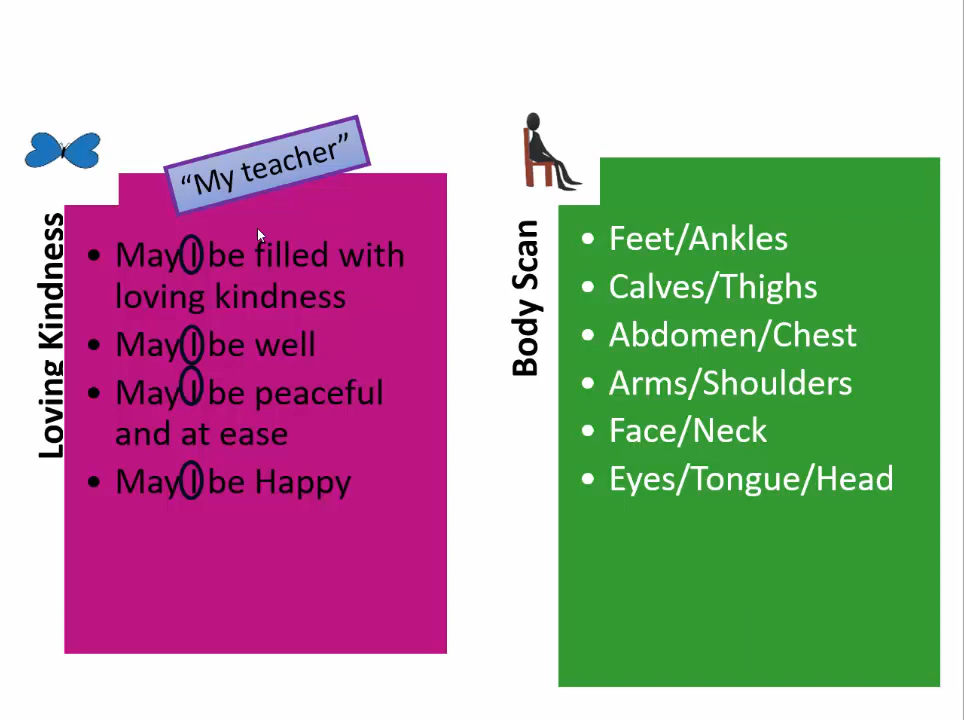 “My teacher”
Loving Kindness
• May I be filled with
loving kindness
• May I be well
• May I be peaceful
and at ease
• May I be Happy
Body Scan
• Feet/Ankles
• Calves/Thighs
• Abdomen/Chest
• Arms/Shoulders
• Face/Neck
• Eyes/Tongue/Head